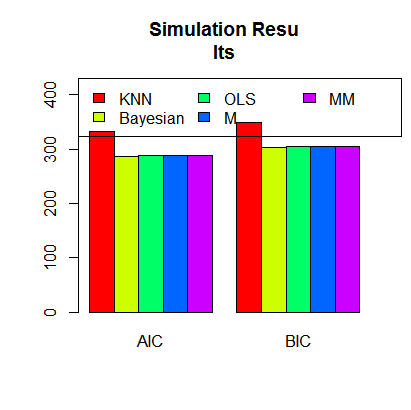 Simulation Resu
lts
KNN OLS MM
Bayesian M
400
300
200
100
0
AIC BIC